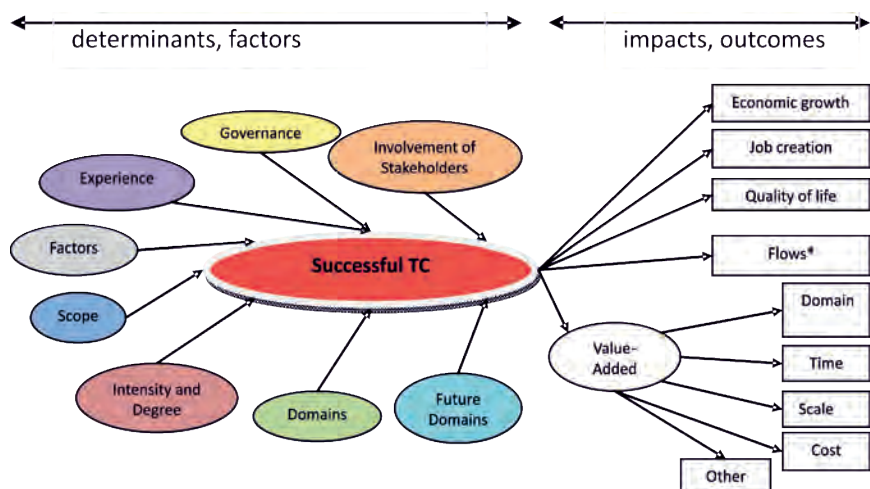 determinants, factors
impacts, outcomes
Governance
Involvement of
Stakeholders
Experience
Factors
Scope
Successful TC
Intensity and
Degree
Domains
Future
Domains
Economic growth
Job creation
Quality of life
Flows*
Value-
Added
Domain
Time
Scale
Cost
Other